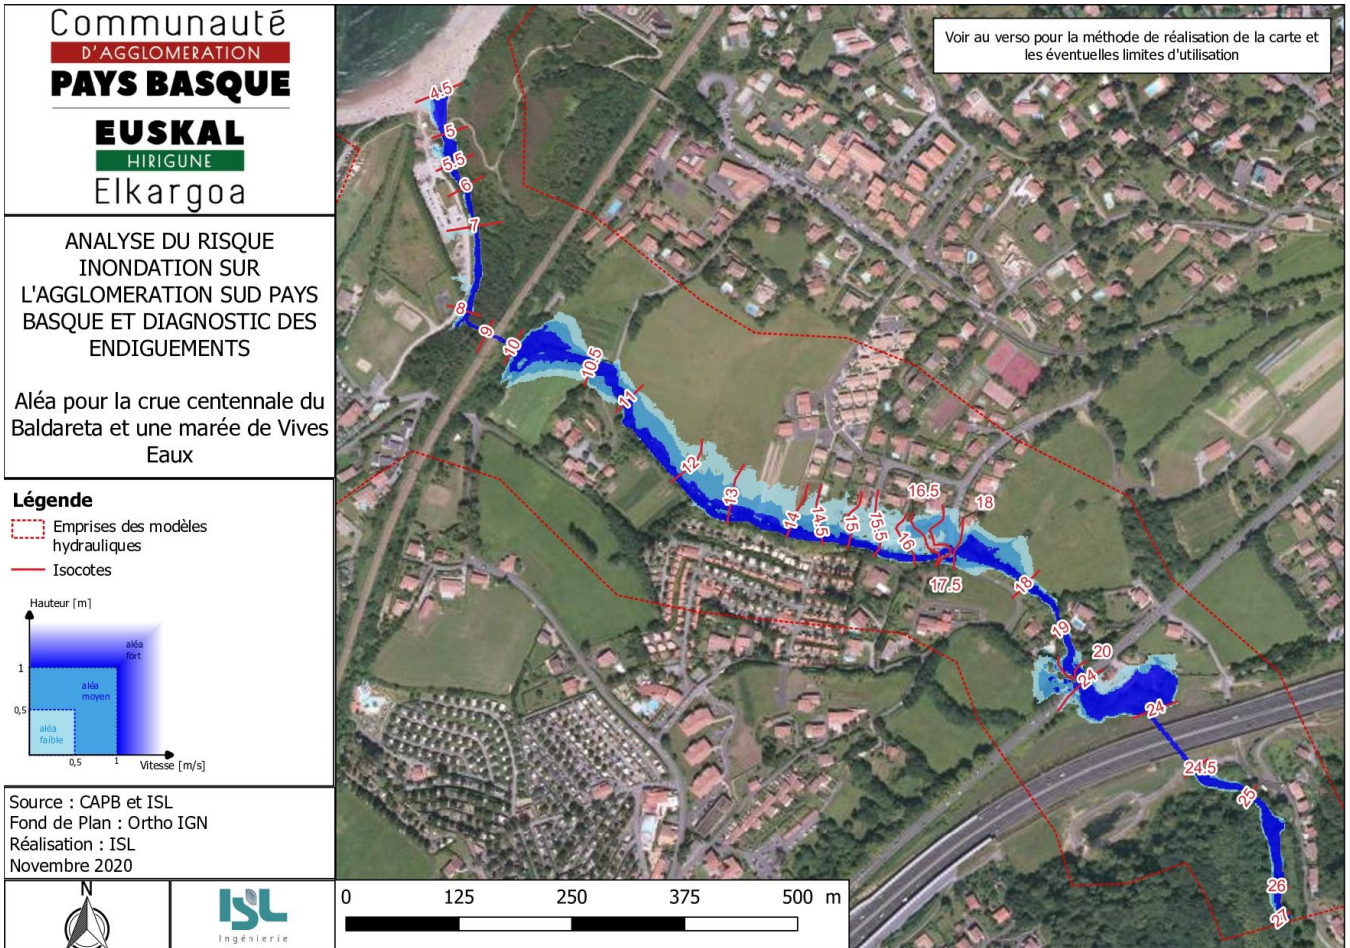 Communauté
D'AGGLOMERATION
PAYS BASQUE
EUSKAL
HIRIGUNE
Elkargoa
ANALYSE DU RISQUE
INONDATION SUR
L'AGGLOMERATION SUD PAYS
BASQUE ET DIAGNOSTIC DES
ENDIGUEMENTS
Aléa pour la crue centennale du
Baldareta et une marée de Vives
Eaux
Légende
Emprises des modèles
hydrauliques
Isocotes
Hauteur [m]
aléa
fort
1
aléa
moyen
0,5
aléa
faible
0,5
1
Vitesse [m/s]
Source : CAPB et ISL
Fond de Plan : Ortho IGN
Réalisation : ISL
Novembre 2020
N
ISL
Ingénierie
Voir au verso pour la méthode de réalisation de la carte et
les éventuelles limites d'utilisation
4.5
5
5.5
6
7
8
9
10
10.5
11
12
13
14
14.5
15
15.5
16
16.5
18
17.5
18
19
20
24
24
24.5
25
26
27
0 125 250 375 500 m